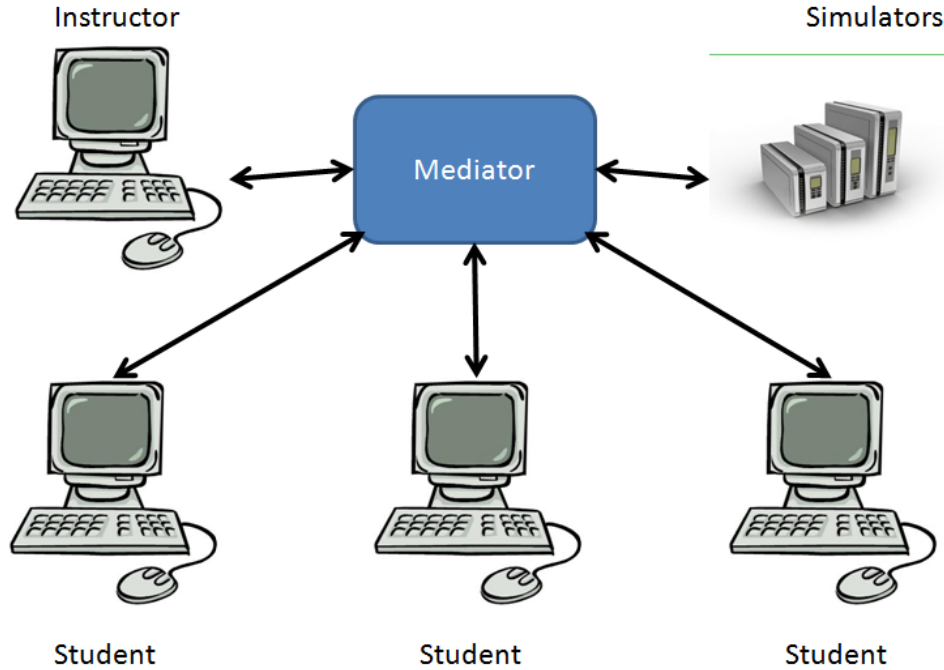 Instructor
Simulators
Mediator
Student
Student
Student